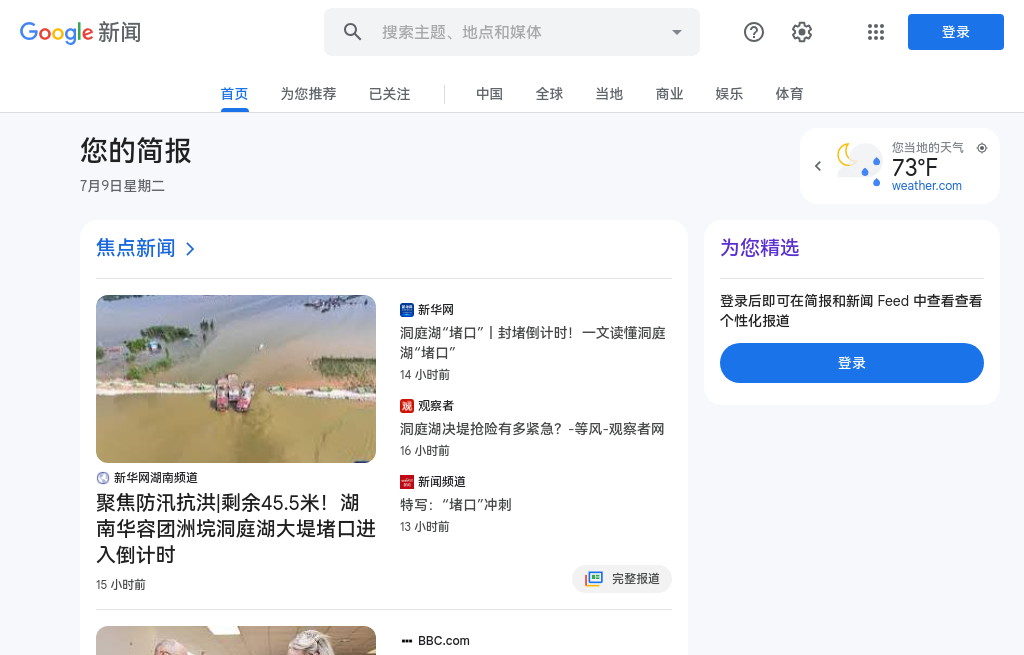 Google 新闻
搜索主题、地点和媒体
登录
首页
为您推荐
已关注
中国
全球
当地
商业
娱乐
体育
您的简报
7月9日星期二
您当地的天气
73°F
weather.com
焦点新闻
新华网湖南频道
聚焦防汛抗洪|剩余45.5米！湖
南华容团洲垸洞庭湖大堤堵口进
入倒计时
15 小时前
新华网
洞庭湖“堵口”丨封堵倒计时！一文读懂洞庭
湖“堵口”
14 小时前
观察者
洞庭湖决堤抢险有多紧急？-等风-观察者网
16 小时前
新闻频道
特写：“堵口”冲刺
13 小时前
完整报道
BBC.com
为您精选
登录后即可在简报和新闻 Feed 中查看查看
个性化报道
登录